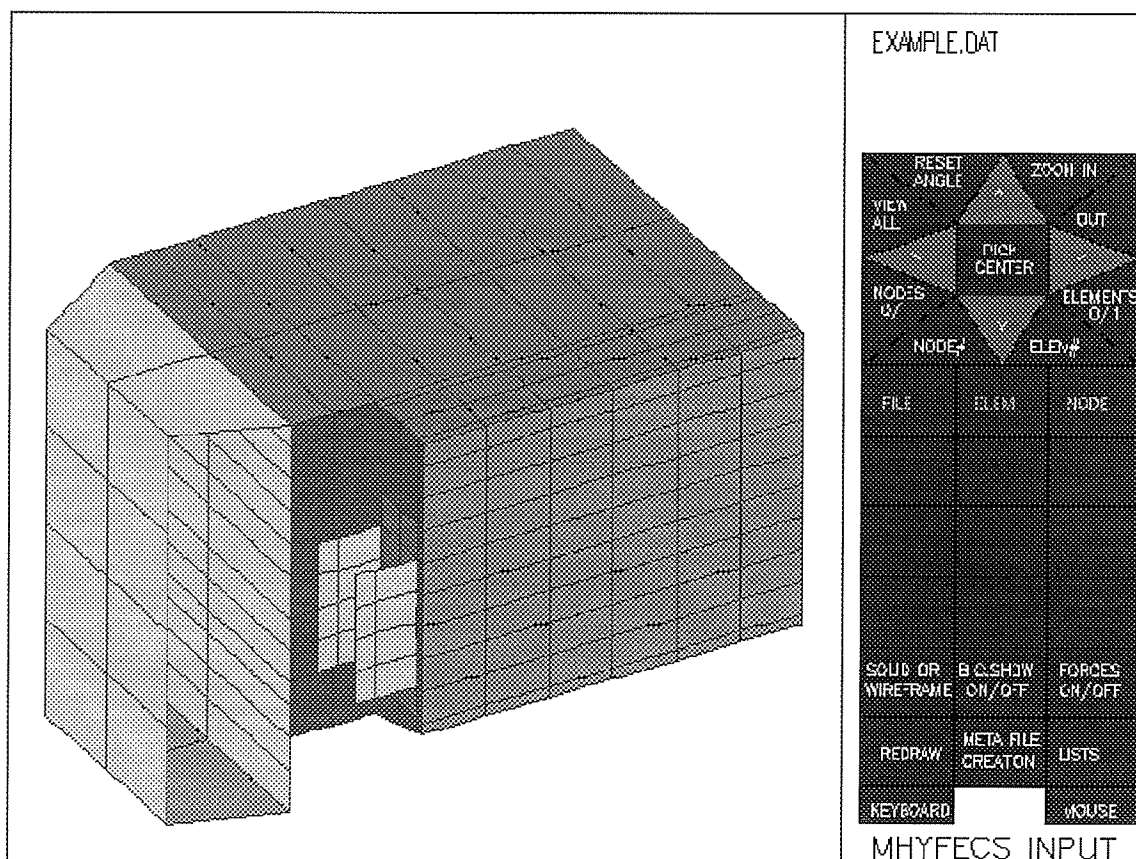 EXAMPLE.DAT
RESET
ANGLE
ZOOM IN
VIEW
ALL
OUT
PICK
CENTER
NODES
0/
ELEMENTS
0/1
NODE#
ELEM#
FILE
ELEM
NODE
SOLID OR
WIREFRAME
B.C.SHOW
ON/OFF
FORCES
ON/OFF
REDRAW
META FILE
CREATON
LISTS
KEYBOARD
MOUSE
MHYFECS INPUT